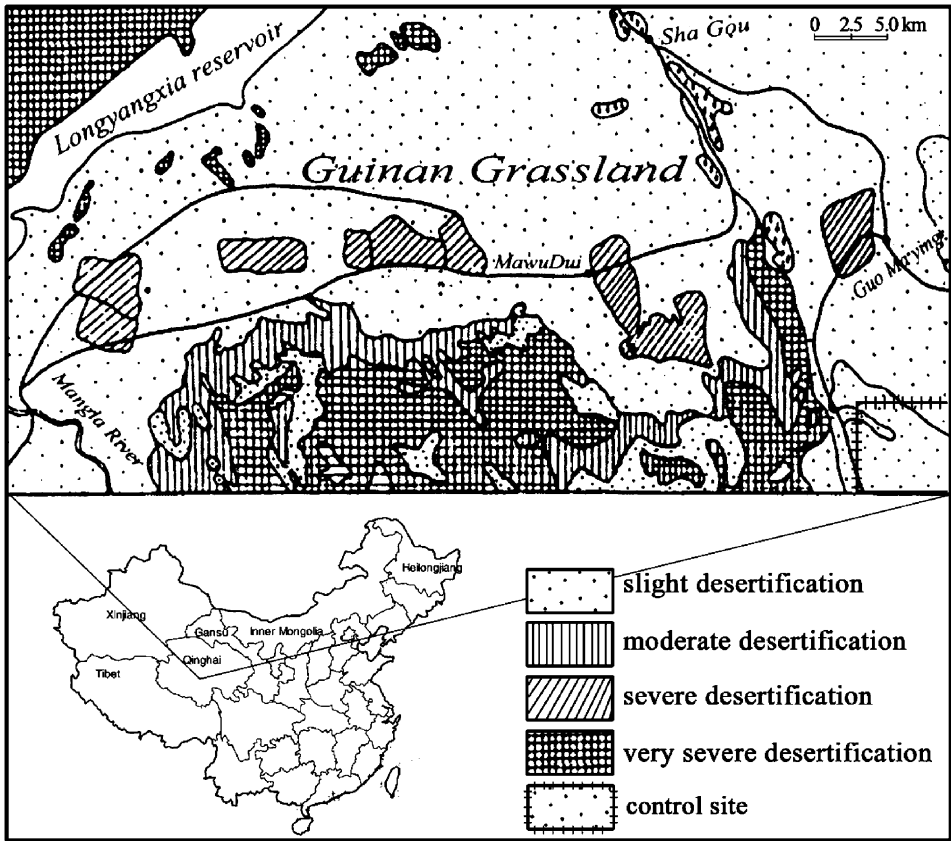 Sha Gou
0 2.5 5.0 km
Longyangxia reservoir
Guinan Grassland
MawuDui
Guo Maying
Mangda River
Heilongjiang
Xinjiang
Gansu
Inner Mongolia
Qinghai
Tibet
slight desertification
moderate desertification
severe desertification
very severe desertification
control site